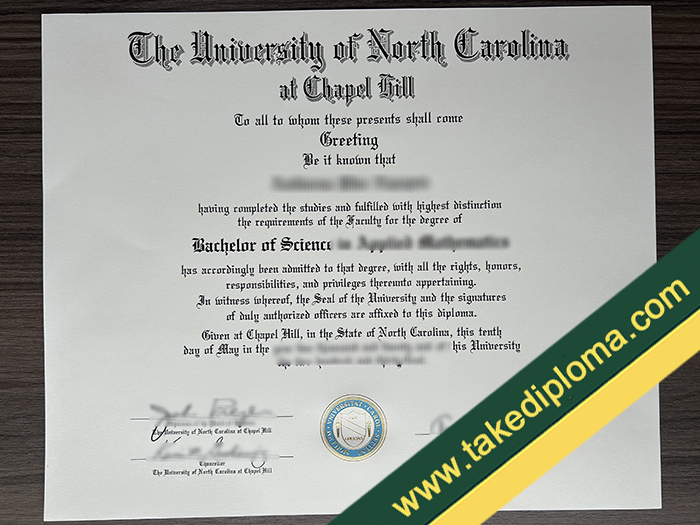 The University of North Carolina
at Chapel Hill
To all to whom these presents shall come
Greeting
Be it known that
having completed the studies and fulfilled with highest distinction
the requirements of the Faculty for the degree of
Bachelor of Science in Applied Mathematics
has accordingly been admitted to that degree, with all the rights, honors,
responsibilities, and privileges thereunto appertaining.
In witness whereof, the Seal of the University and the signatures
of duly authorized officers are affixed to this diploma.
Given at Chapel Hill, in the State of North Carolina, this tenth
day of May in the his University
The University of North Carolina at Chapel Hill
Chancellor
The University of North Carolina at Chapel Hill
www.takediploma.com